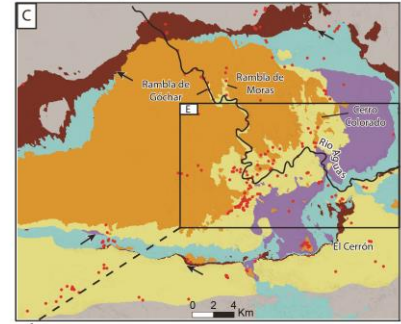 C
Rambla de
Gochar
Rambla de
Moras
E
Cerro
Colorado
Río Aguas
El Cerrón
0 2 4
Km